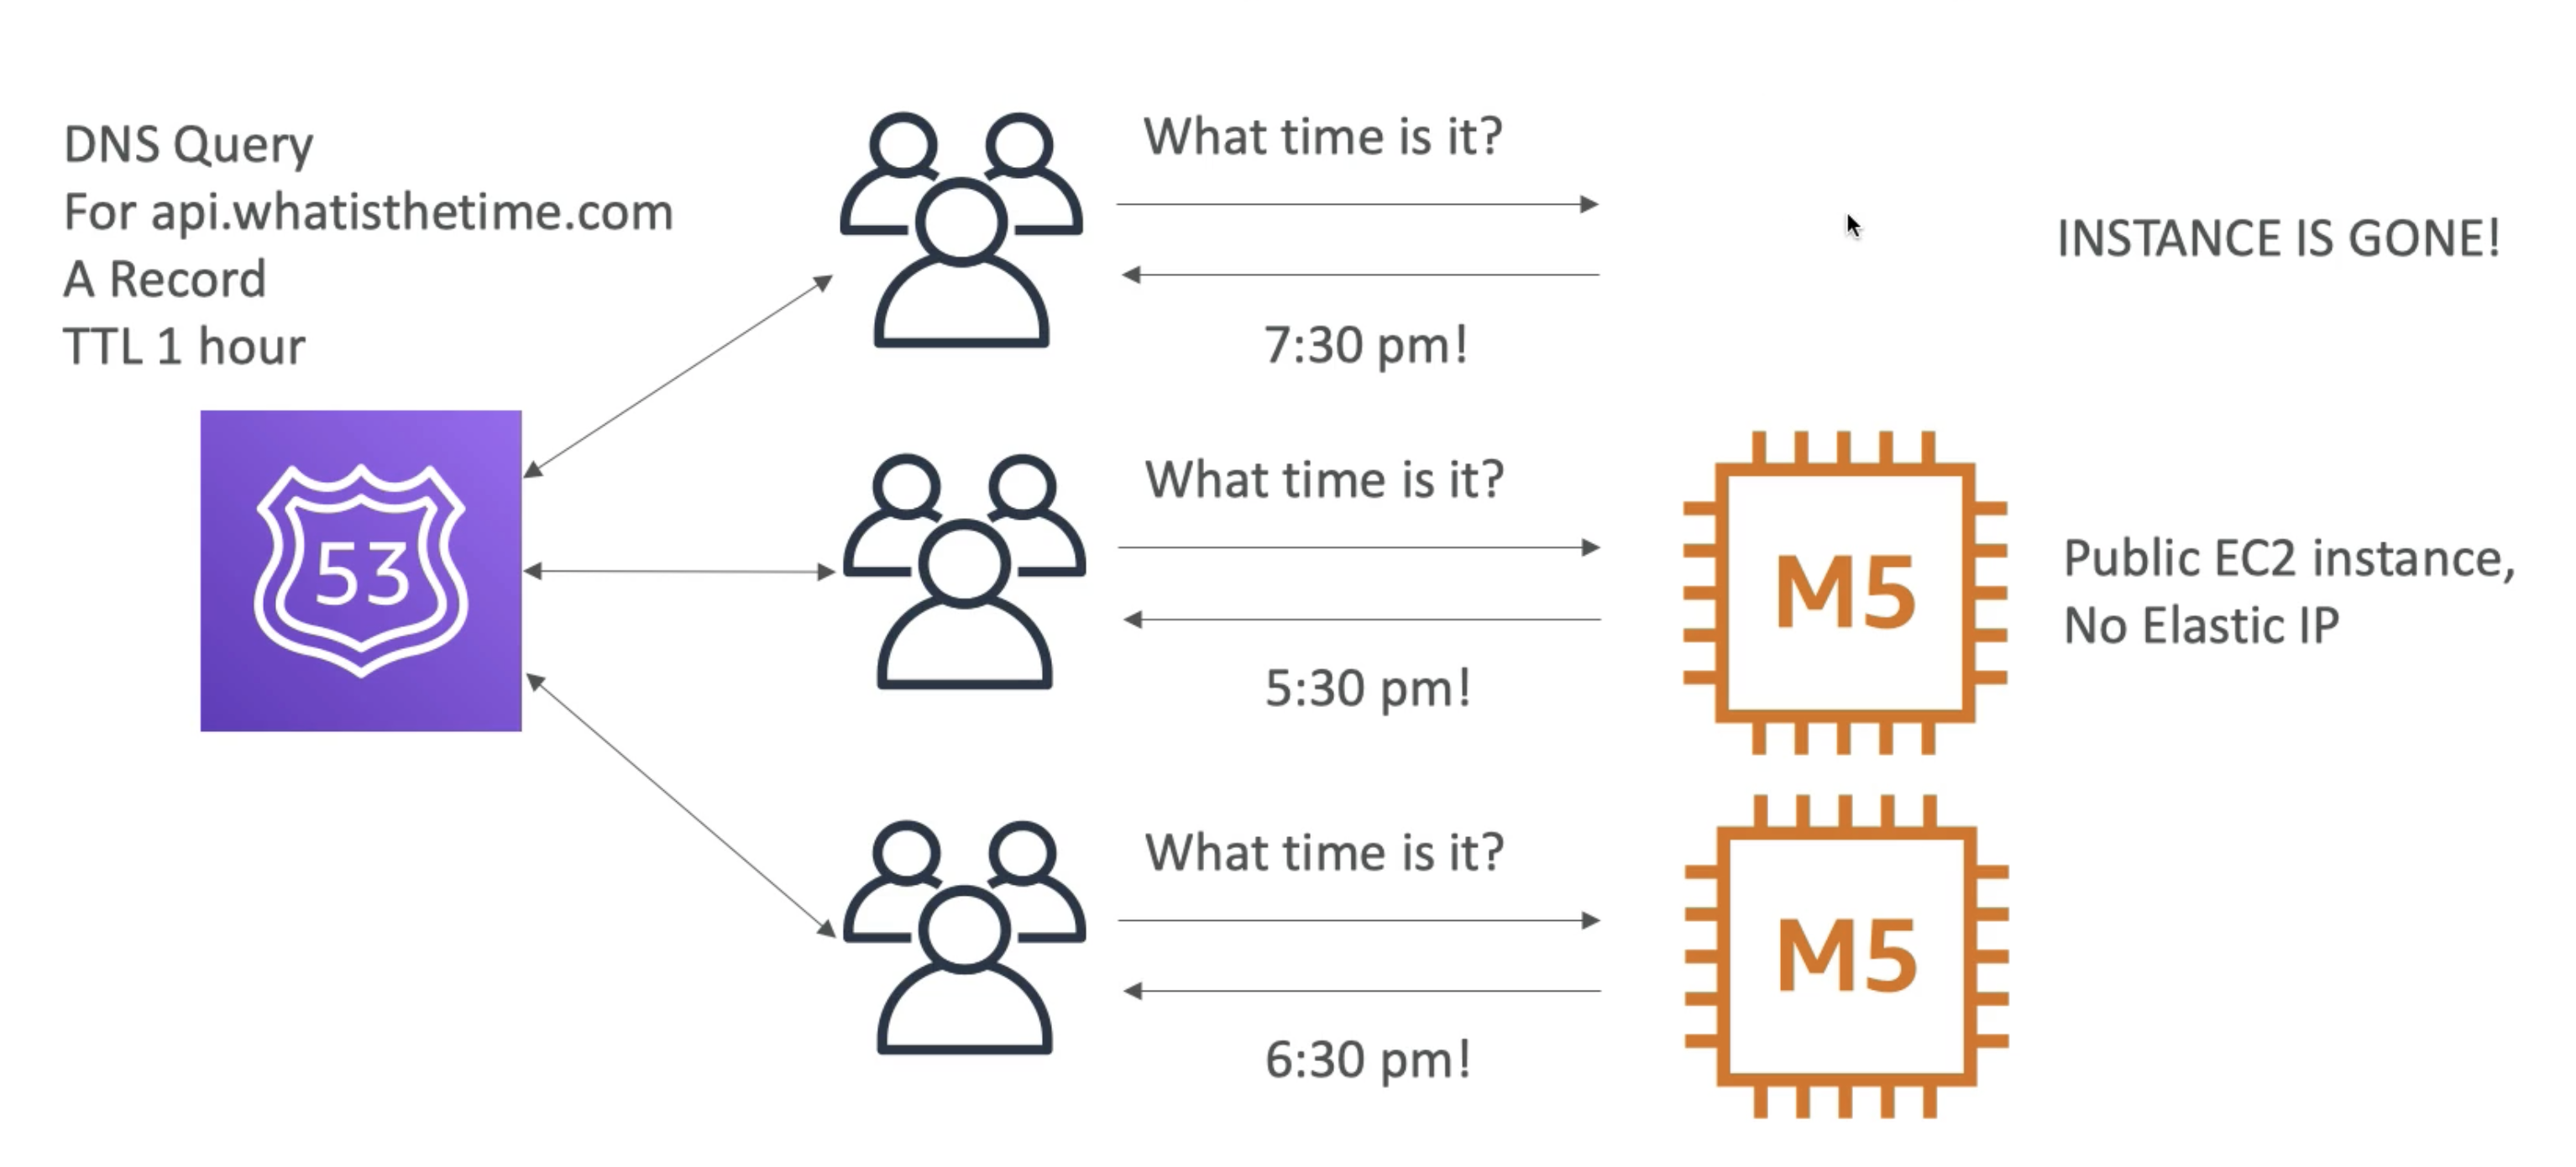 DNS Query
For api.whatisthetime.com
A Record
TTL 1 hour
53
What time is it?
7:30 pm!
INSTANCE IS GONE!
What time is it?
5:30 pm!
M5
Public EC2 instance,
No Elastic IP
What time is it?
6:30 pm!
M5